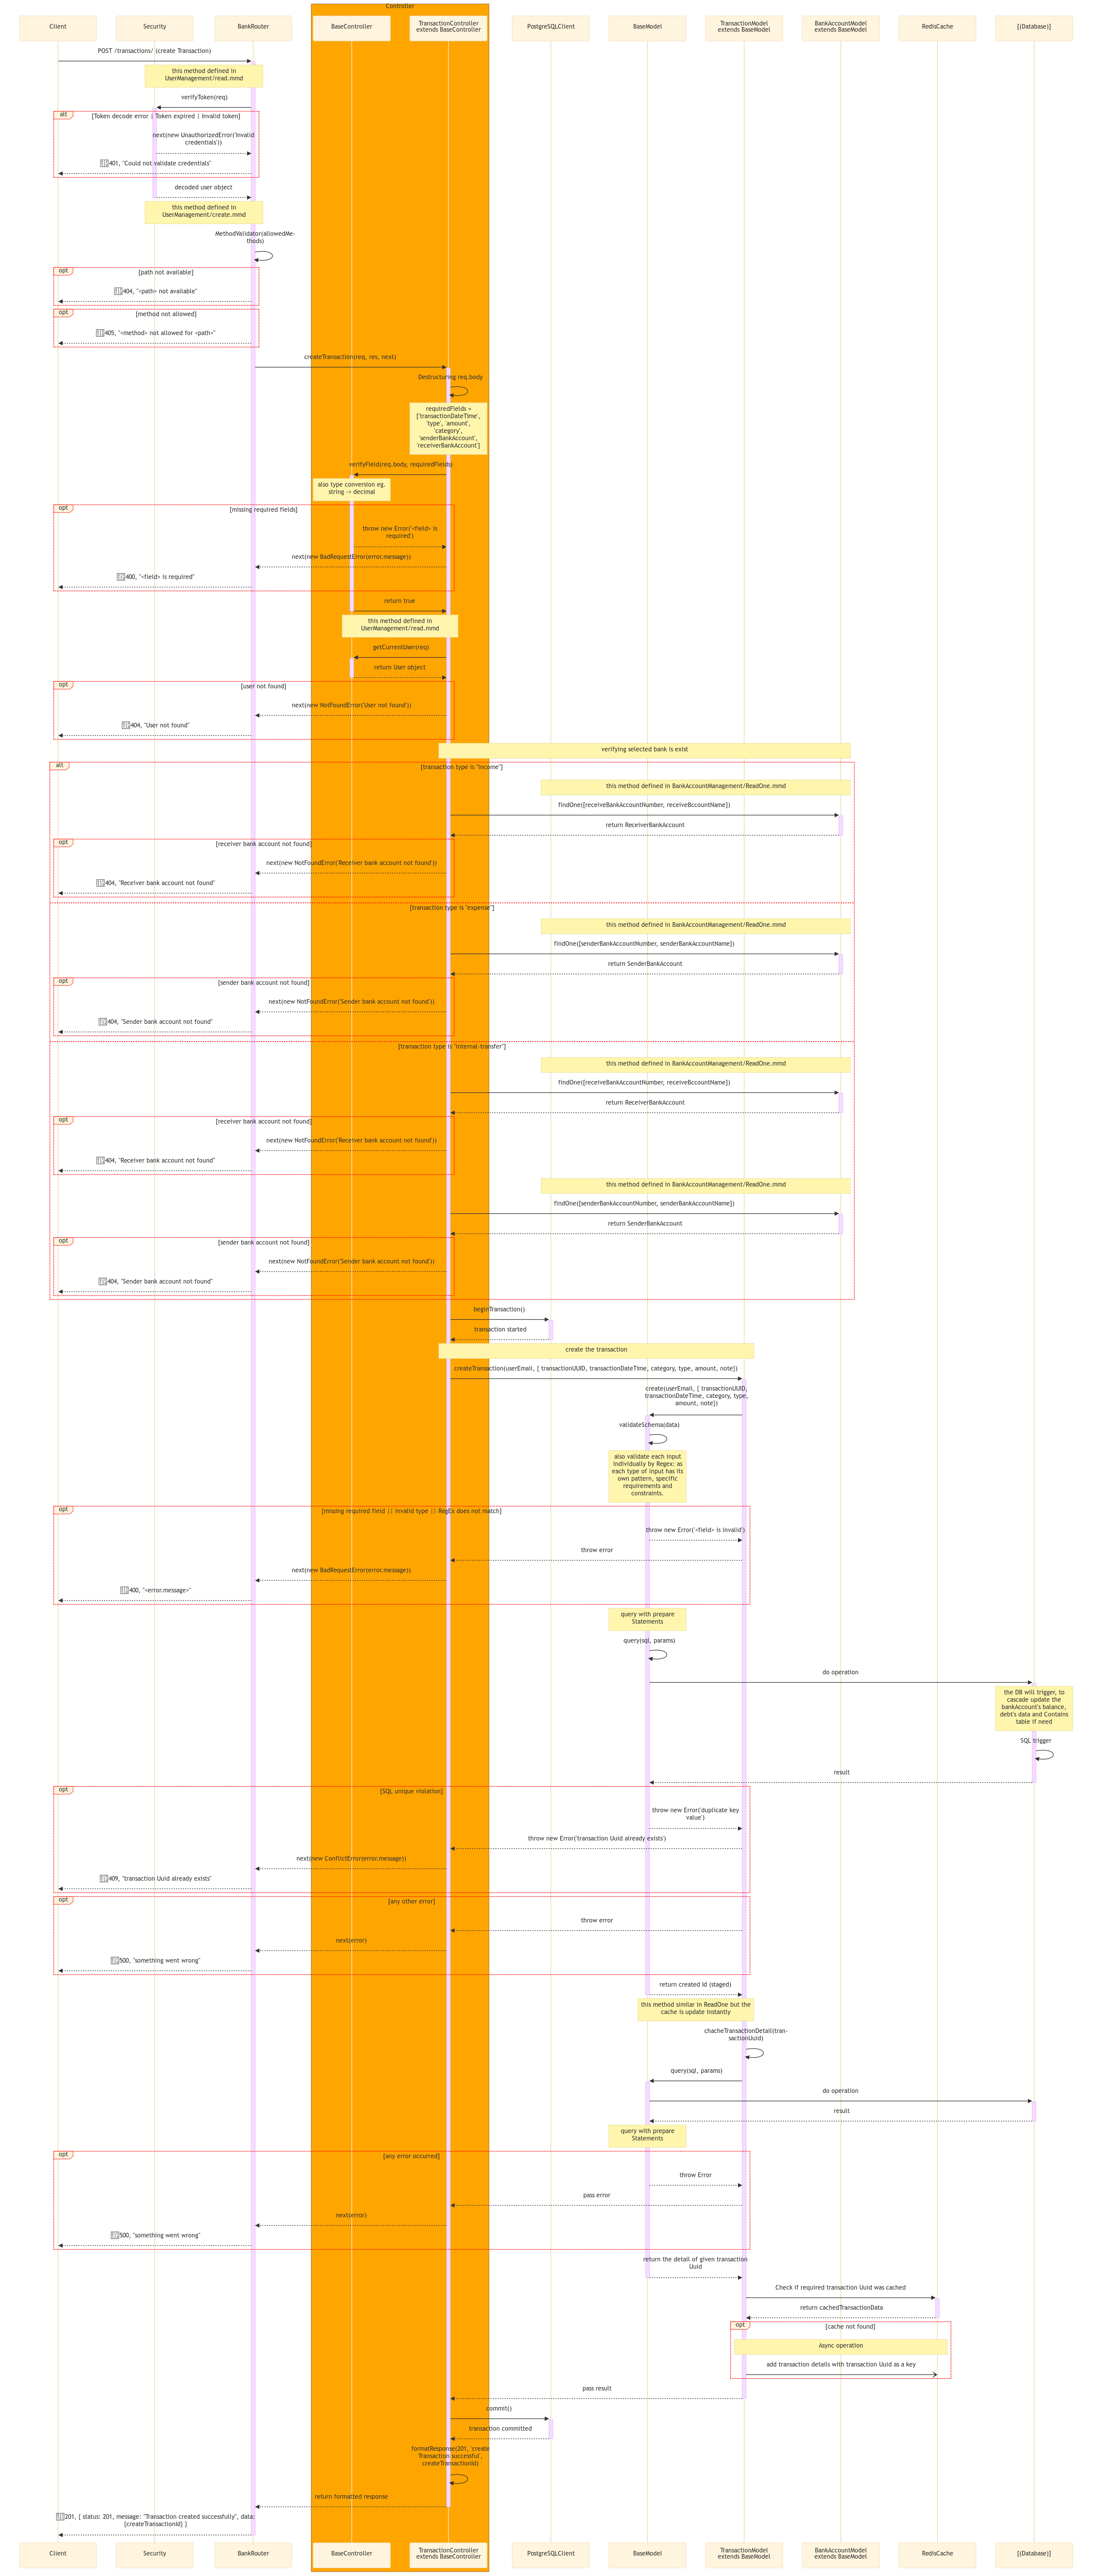 Controller
Client
Security
BankRouter
BaseController
TransactionController
extends BaseController
PostgreSQLClient
BaseModel
TransactionModel
extends BaseModel
BankAccountModel
extends BaseModel
RedisCache
[(Database)]
POST /transactions/ (create Transaction)
this method defined in
UserManagement/read.mmd
verifyToken(req)
alt
[Token decode error | Token expired | Invalid token]
next(new UnauthorizedError('Invalid
credentials'))
401, "Could not validate credentials"
decoded user object
this method defined in
UserManagement/create.mmd
MethodValidator(allowedMe-
thods)
opt
[path not available]
404, "<path> not available"
opt
[method not allowed]
405, "<method> not allowed for <path>"
createTransaction(req, res, next)
Destructuring req.body
requiredFields =
['transactionDateTime',
'type', 'amount',
'category',
'senderBankAccount',
'receiverBankAccount']
verifyField(req.body, requiredFields)
also type conversion eg.
string -> decimal
opt
[missing required fields]
throw new Error('<field> is
required')
next(new BadRequestError(error.message))
400, "<field> is required"
return true
this method defined in
UserManagement/read.mmd
getCurrentUser(req)
return User object
opt
[user not found]
next(new NotFoundError('User not found'))
404, "User not found"
verifying selected bank is exist
alt
[transaction type is "income"]
this method defined in BankAccountManagement/ReadOne.mmd
findOne([receiveBankAccountNumber, receiveBccountName])
return ReceiverBankAccount
opt
[receiver bank account not found]
next(new NotFoundError('Receiver bank account not found'))
404, "Receiver bank account not found"
[transaction type is "expense"]
this method defined in BankAccountManagement/ReadOne.mmd
findOne([senderBankAccountNumber, senderBankAccountName])
return SenderBankAccount
opt
[sender bank account not found]
next(new NotFoundError('Sender bank account not found'))
404, "Sender bank account not found"
[transaction type is "internal-transfer"]
this method defined in BankAccountManagement/ReadOne.mmd
findOne([receiveBankAccountNumber, receiveBccountName])
return ReceiverBankAccount
opt
[receiver bank account not found]
next(new NotFoundError('Receiver bank account not found'))
404, "Receiver bank account not found"
this method defined in BankAccountManagement/ReadOne.mmd
findOne([senderBankAccountNumber, senderBankAccountName])
return SenderBankAccount
opt
[sender bank account not found]
next(new NotFoundError('Sender bank account not found'))
404, "Sender bank account not found"
beginTransaction()
transaction started
create the transaction
createTransaction(userEmail, [ transactionUUID, transactionDateTime, category, type, amount, note])
create(userEmail, [ transactionUUID,
transactionDateTime, category, type,
amount, note])
validateSchema(data)
also validate each input
individually by Regex: as
each type of input has its
own pattern, specific
requirements and
constraints.
opt
[missing required field || invalid type || RegEx does not match]
throw new Error('<field> is invalid')
throw error
next(new BadRequestError(error.message))
400, "<error.message>"
query with prepare
Statements
query(sql, params)
do operation
the DB will trigger, to
cascade update the
bankAccount's balance,
debt's data and Contains
table if need
SQL trigger
result
opt
[SQL unique violation]
throw new Error('duplicate key
value')
throw new Error('transaction Uuid already exists')
next(new ConflictError(error.message))
409, "transaction Uuid already exists"
opt
[any other error]
throw error
next(error)
500, "something went wrong"
return created Id (staged)
this method similar in ReadOne but the
cache is update instantly
chacheTransactionDetail(tran-
sactionUuid)
query(sql, params)
do operation
result
query with prepare
Statements
opt
[any error occurred]
throw Error
pass error
next(error)
500, "something went wrong"
return the detail of given transaction
Uuid
Check if required transaction Uuid was cached
return cachedTransactionData
opt
[cache not found]
Async operation
add transaction details with transaction Uuid as a key
pass result
commit()
transaction committed
formatResponse(201, 'create
Transaction successful',
createTransactionId)
return formatted response
201, { status: 201, message: "Transaction created successfully", data:
[createTransactionId] }
Client
Security
BankRouter
BaseController
TransactionController
extends BaseController
PostgreSQLClient
BaseModel
TransactionModel
extends BaseModel
BankAccountModel
extends BaseModel
RedisCache
[(Database)]